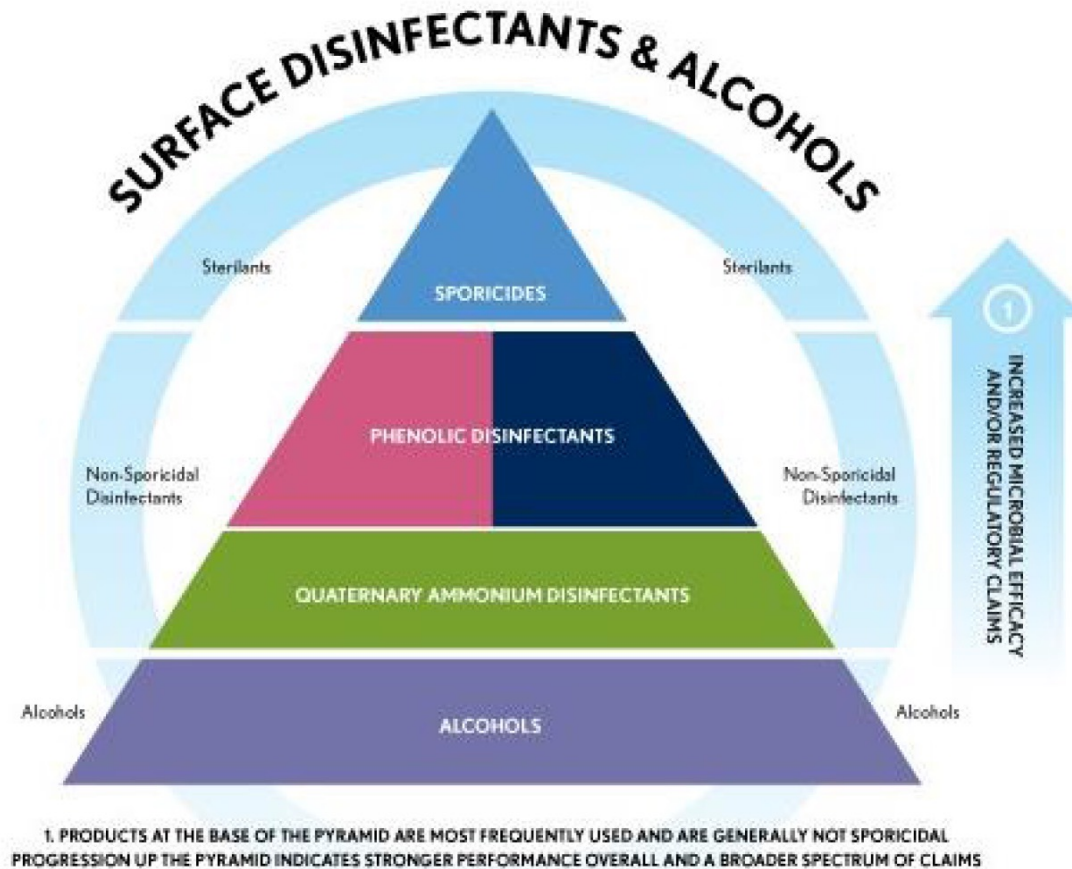 SURFACE DISINFECTANTS & ALCOHOLS
Sterilants
Sterilants
SPORICIDES
1
INCREASED MICROBIAL EFFICACY
AND/OR REGULATORY CLAIMS
PHENOLIC DISINFECTANTS
Non-Sporicidal
Disinfectants
Non-Sporicidal
Disinfectants
QUATERNARY AMMONIUM DISINFECTANTS
Alcohols
ALCOHOLS
Alcohols
1. PRODUCTS AT THE BASE OF THE PYRAMID ARE MOST FREQUENTLY USED AND ARE GENERALLY NOT SPORICIDAL
PROGRESSION UP THE PYRAMID INDICATES STRONGER PERFORMANCE OVERALL AND A BROADER SPECTRUM OF CLAIMS